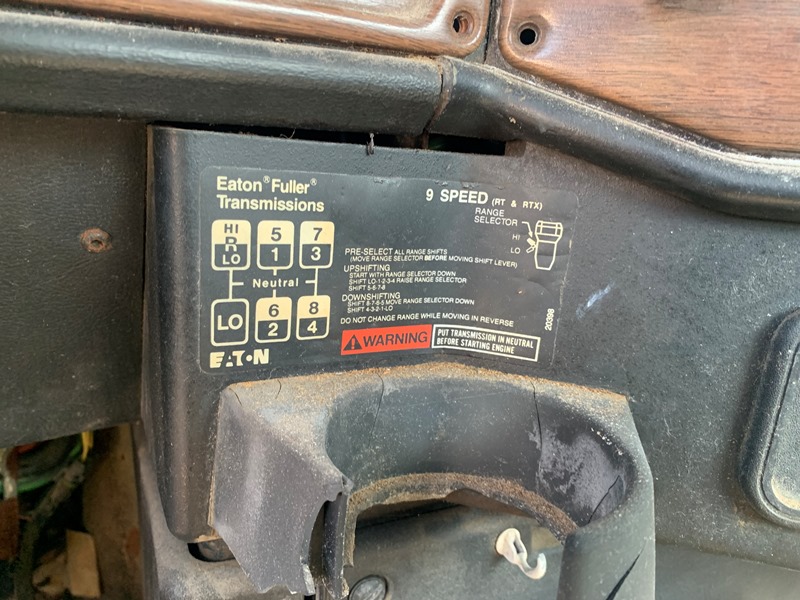 Eaton® Fuller®
Transmissions
9 SPEED (RT & RTX)
RANGE
SELECTOR
HI
LO
HI 5 7
R
LO 1 3
Neutral
LO 6 8
2 4
EATON
PRE-SELECT ALL RANGE SHIFTS
(MOVE RANGE SELECTOR BEFORE MOVING SHIFT LEVER)
UPSHIFTING
START WITH RANGE SELECTOR DOWN
SHIFT LO-1-2-3-4 RAISE RANGE SELECTOR
SHIFT 5-6-7-8
DOWNSHIFTING
SHIFT 8-7-6-5 MOVE RANGE SELECTOR DOWN
SHIFT 4-3-2-1-LO
DO NOT CHANGE RANGE WHILE MOVING IN REVERSE
WARNING
PUT TRANSMISSION IN NEUTRAL
BEFORE STARTING ENGINE
20398